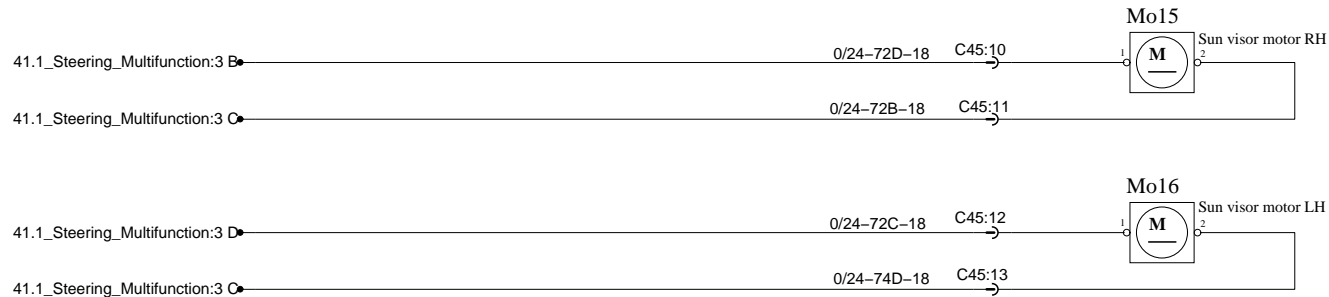 Mo15
Sun visor motor RH
41.1_Steering_Multifunction:3 B
0/24–72D–18
C45:10
1
M
2
41.1_Steering_Multifunction:3 C
0/24–72B–18
C45:11
Mo16
Sun visor motor LH
41.1_Steering_Multifunction:3 D
0/24–72C–18
C45:12
1
M
2
41.1_Steering_Multifunction:3 C
0/24–74D–18
C45:13